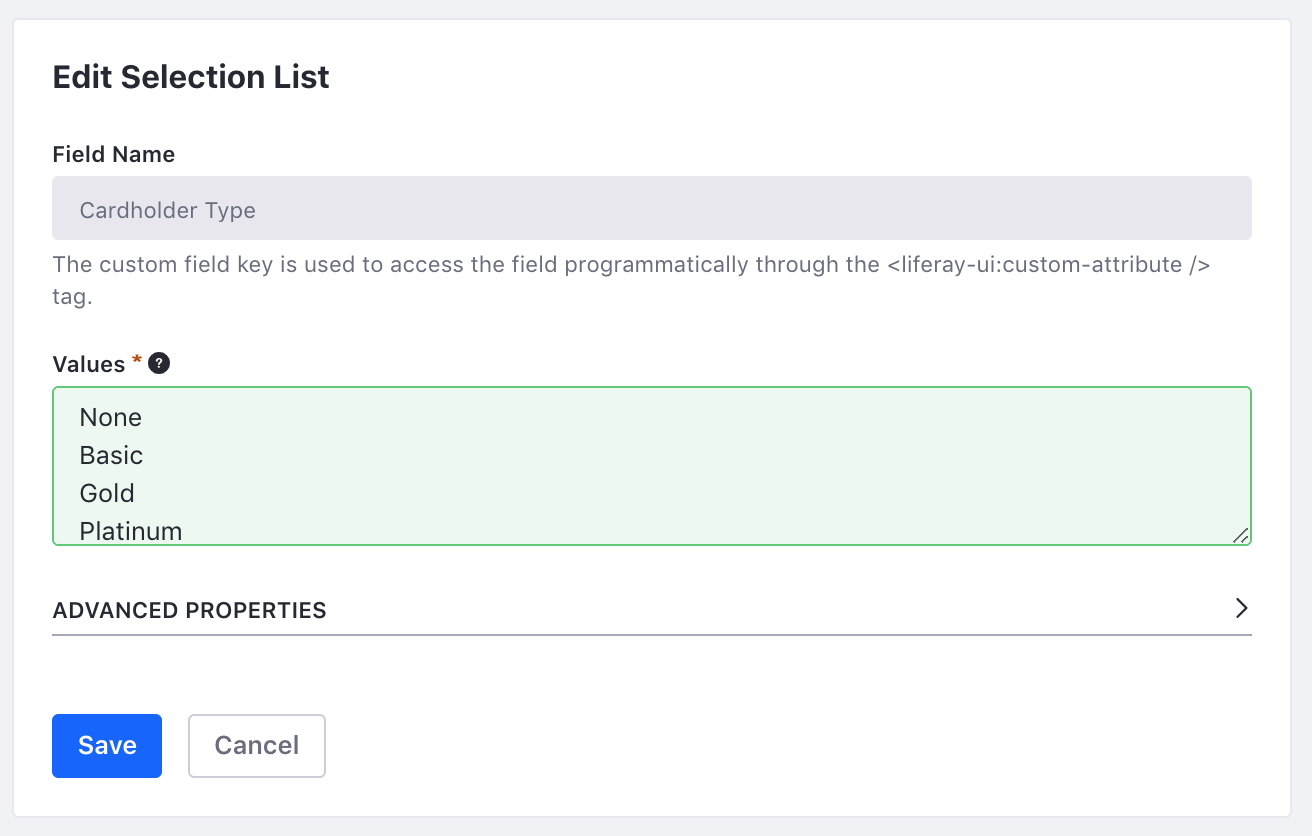 Edit Selection List
Field Name
Cardholder Type
The custom field key is used to access the field programmatically through the <liferay-ui:custom-attribute />
tag.
Values * ?
None
Basic
Gold
Platinum
ADVANCED PROPERTIES
Save
Cancel